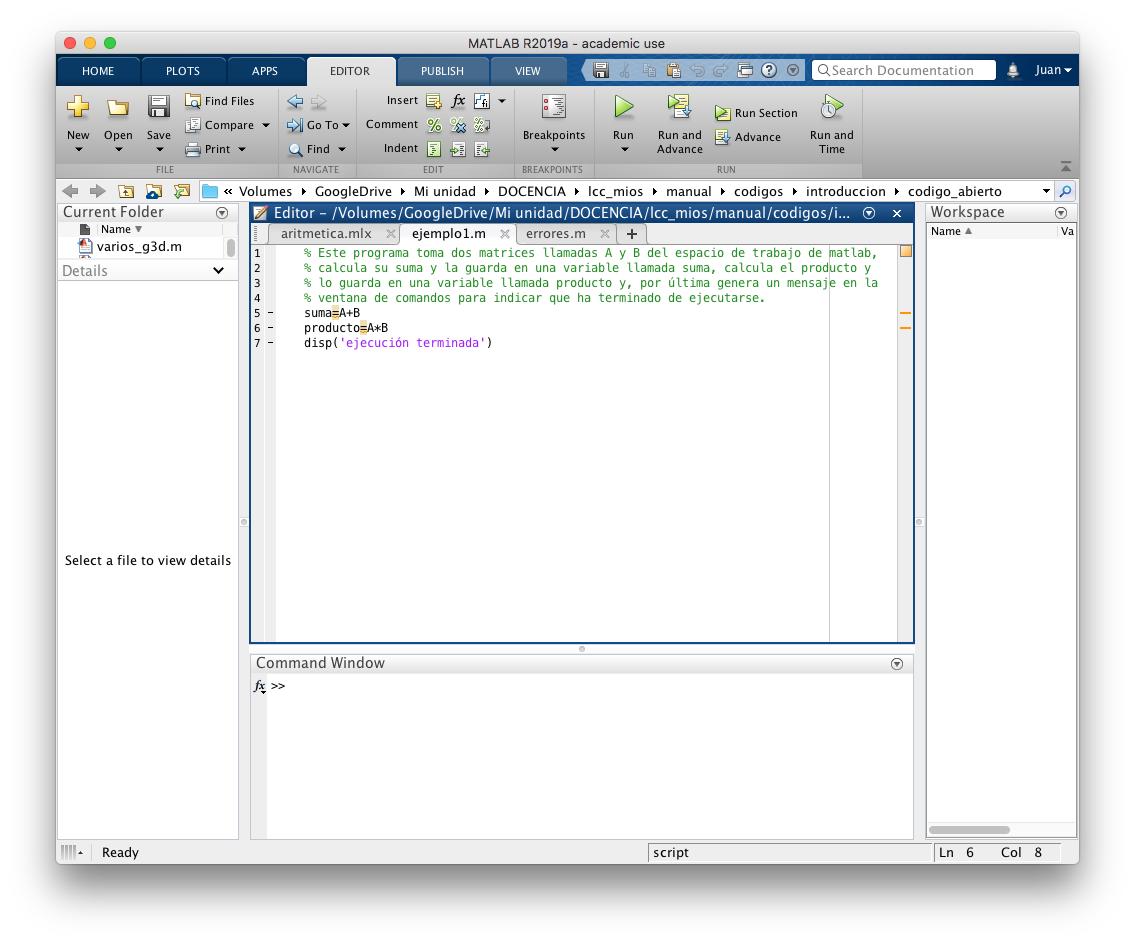 MATLAB R2019a - academic use
HOME PLOTS APPS EDITOR PUBLISH VIEW Search Documentation Juan
New Open Save Find Files Compare Print
FILE
Go To Find
NAVIGATE
Insert fx
Comment
Indent
EDIT
Breakpoints
BREAKPOINTS
Run Run and Advance Run Section Advance Run and Time
RUN
« Volumes GoogleDrive Mi unidad DOCENCIA lcc_mios manual codigos introduccion codigo_abierto
Current Folder
Name
varios_g3d.m
Details
Select a file to view details
Editor - /Volumes/GoogleDrive/Mi unidad/DOCENCIA/lcc_mios/manual/codigos/i...
aritmetica.mlx ejemplo1.m errores.m +
1 % Este programa toma dos matrices llamadas A y B del espacio de trabajo de matlab,
2 % calcula su suma y la guarda en una variable llamada suma, calcula el producto y
3 % lo guarda en una variable llamada producto y, por última genera un mensaje en la
4 % ventana de comandos para indicar que ha terminado de ejecutarse.
5 - suma=A+B
6 - producto=A*B
7 - disp('ejecución terminada')
Command Window
fx >>
Workspace
Name Va
Ready
script
Ln 6 Col 8